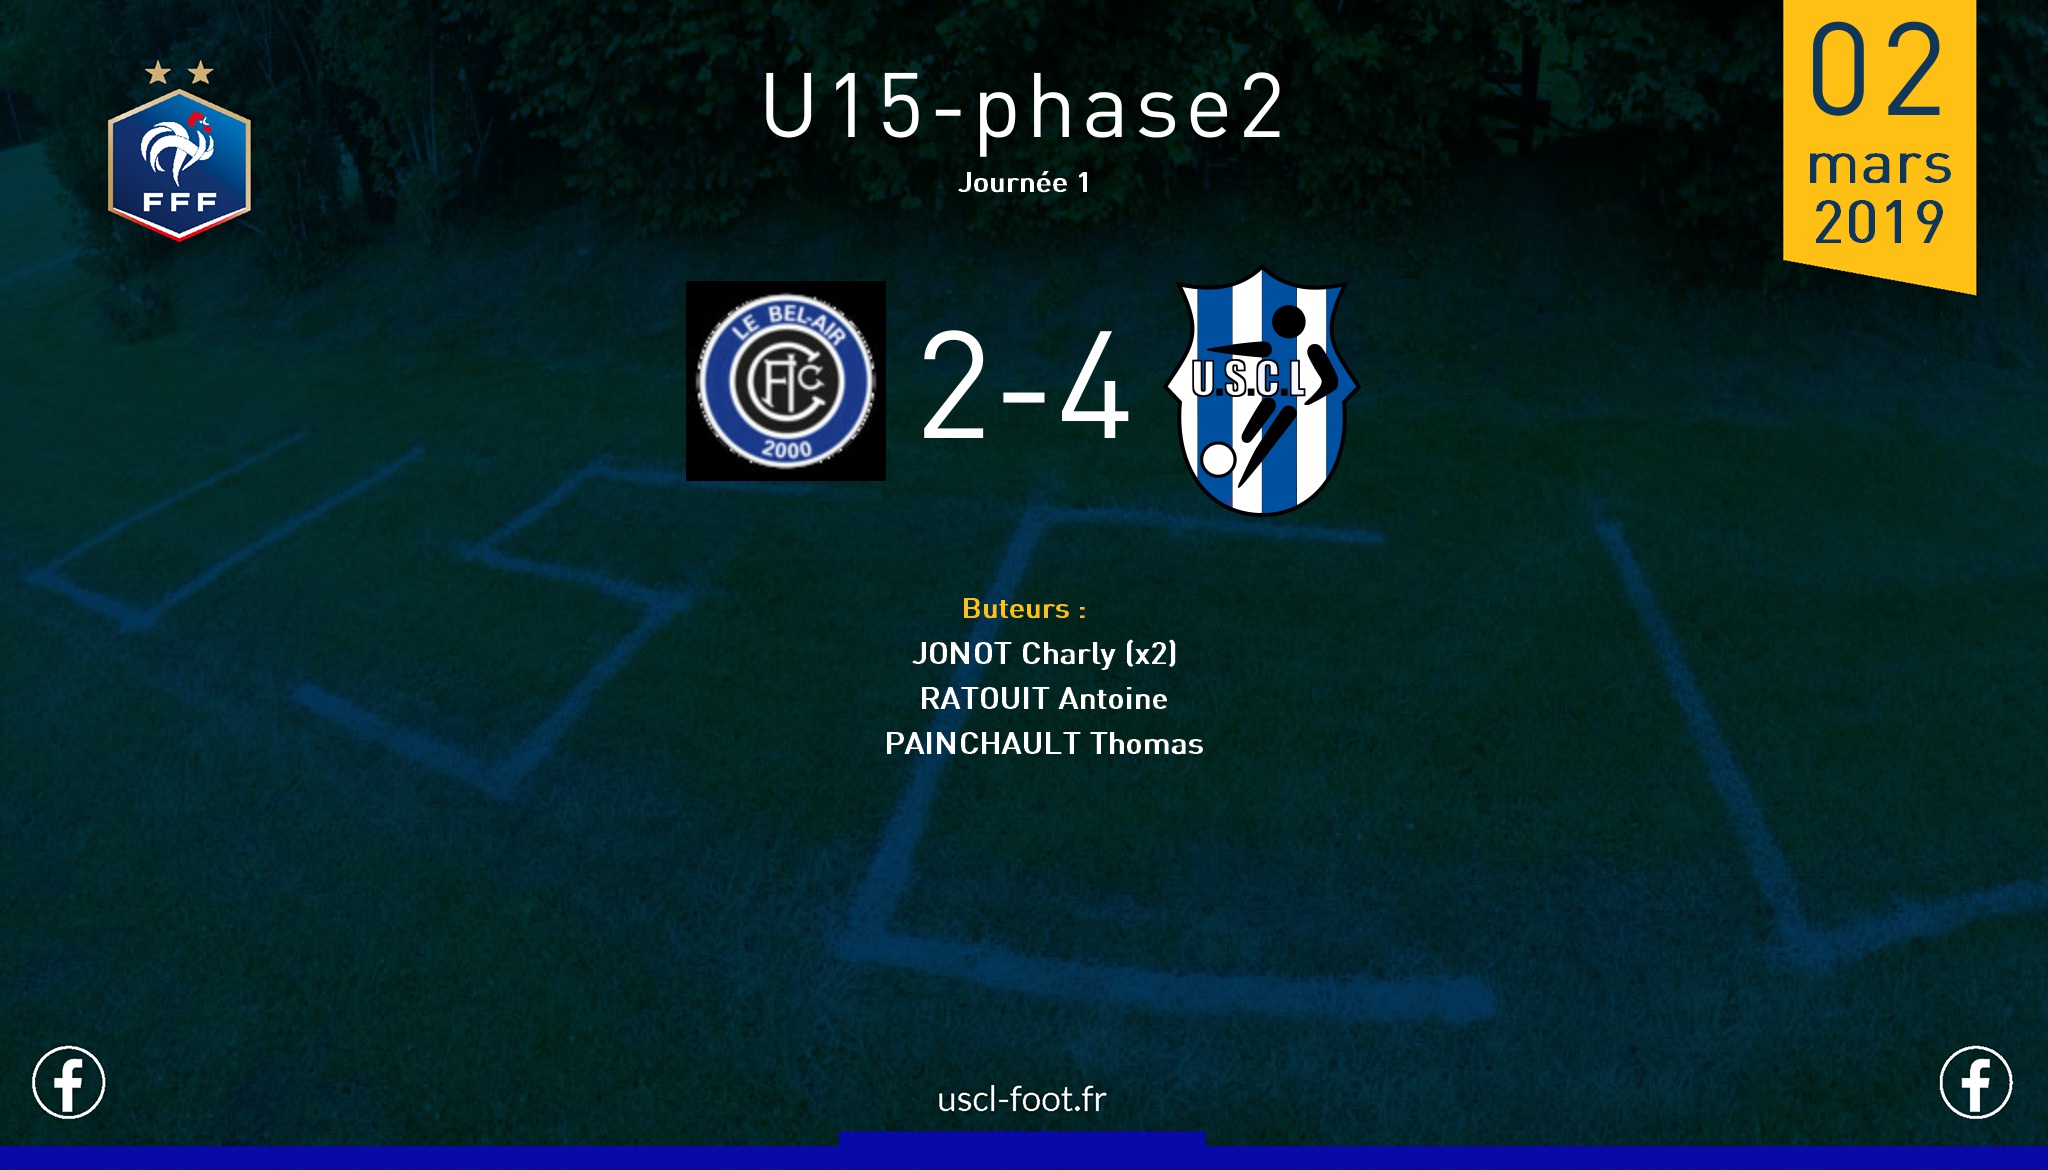 U15-phase2
Journée 1
02
mars
2019
FFF
LE BEL-AIR
2000
2-4
U.S.C.L
Buteurs :
JONOT Charly (x2)
RATOUIT Antoine
PAINCHAULT Thomas
uscl-foot.fr